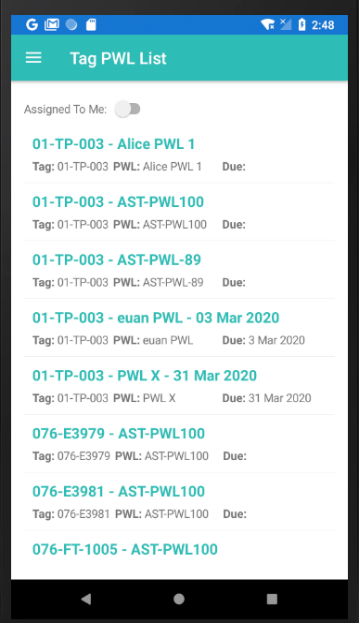 2:48
Tag PWL List
Assigned To Me:
01-TP-003 - Alice PWL 1
Tag: 01-TP-003 PWL: Alice PWL 1 Due:
01-TP-003 - AST-PWL100
Tag: 01-TP-003 PWL: AST-PWL100 Due:
01-TP-003 - AST-PWL-89
Tag: 01-TP-003 PWL: AST-PWL-89 Due:
01-TP-003 - euan PWL - 03 Mar 2020
Tag: 01-TP-003 PWL: euan PWL Due: 3 Mar 2020
01-TP-003 - PWL X - 31 Mar 2020
Tag: 01-TP-003 PWL: PWL X Due: 31 Mar 2020
076-E3979 - AST-PWL100
Tag: 076-E3979 PWL: AST-PWL100 Due:
076-E3981 - AST-PWL100
Tag: 076-E3981 PWL: AST-PWL100 Due:
076-FT-1005 - AST-PWL100